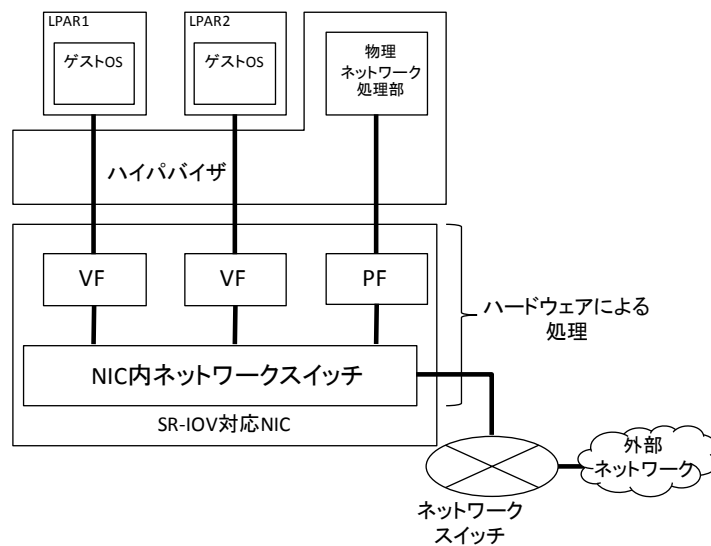 LPAR1
LPAR2
ゲストOS
ゲストOS
物理
ネットワーク
処理部
ハイパバイザ
VF
VF
PF
ハードウェアによる
処理
NIC内ネットワークスイッチ
SR-IOV対応NIC
外部
ネットワーク
ネットワーク
スイッチ